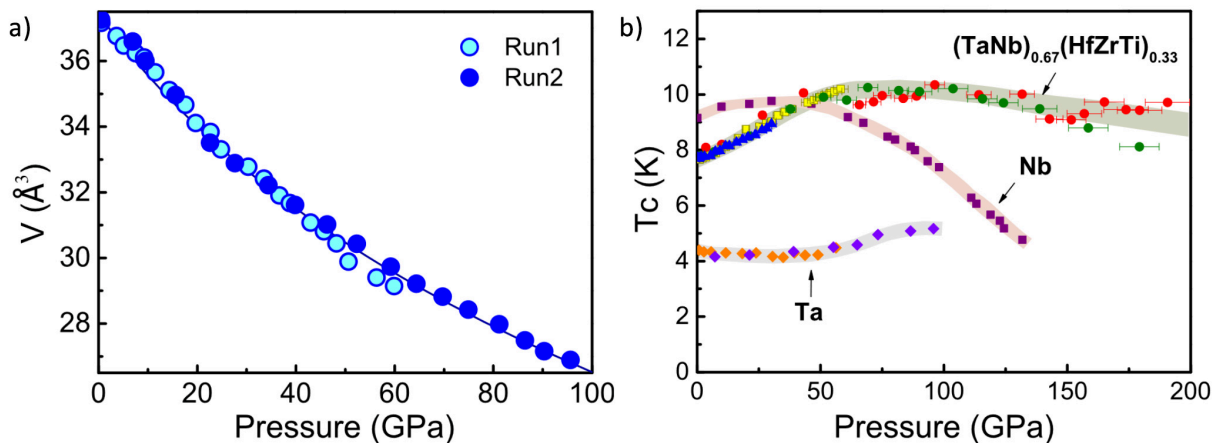 a)
V (Å³)
36
34
32
30
28
0
20
40
60
80
100
Pressure (GPa)
Run1
Run2
b)
Tc (K)
12
10
8
6
4
2
0
0
50
100
150
200
Pressure (GPa)
(TaNb)₀.₆₇(HfZrTi)₀.₃₃
Nb
Ta